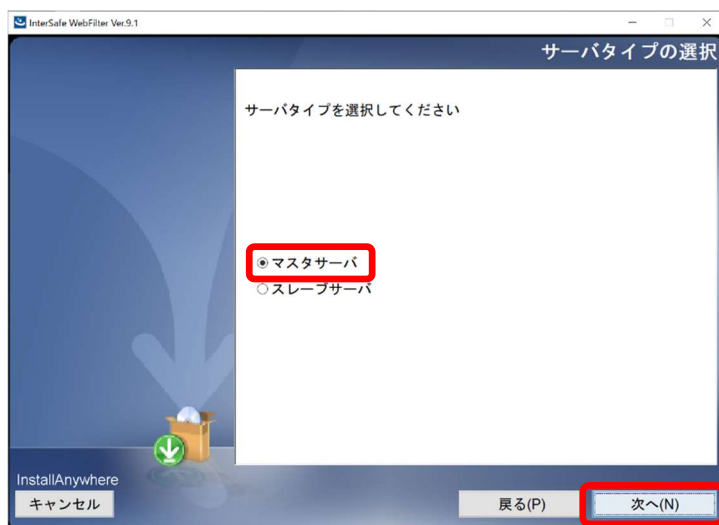 InterSafe WebFilter Ver.9.1
サーバタイプの選択
サーバタイプを選択してください
マスタサーバ
スレーブサーバ
InstallAnywhere
キャンセル
戻る(P)
次へ(N)